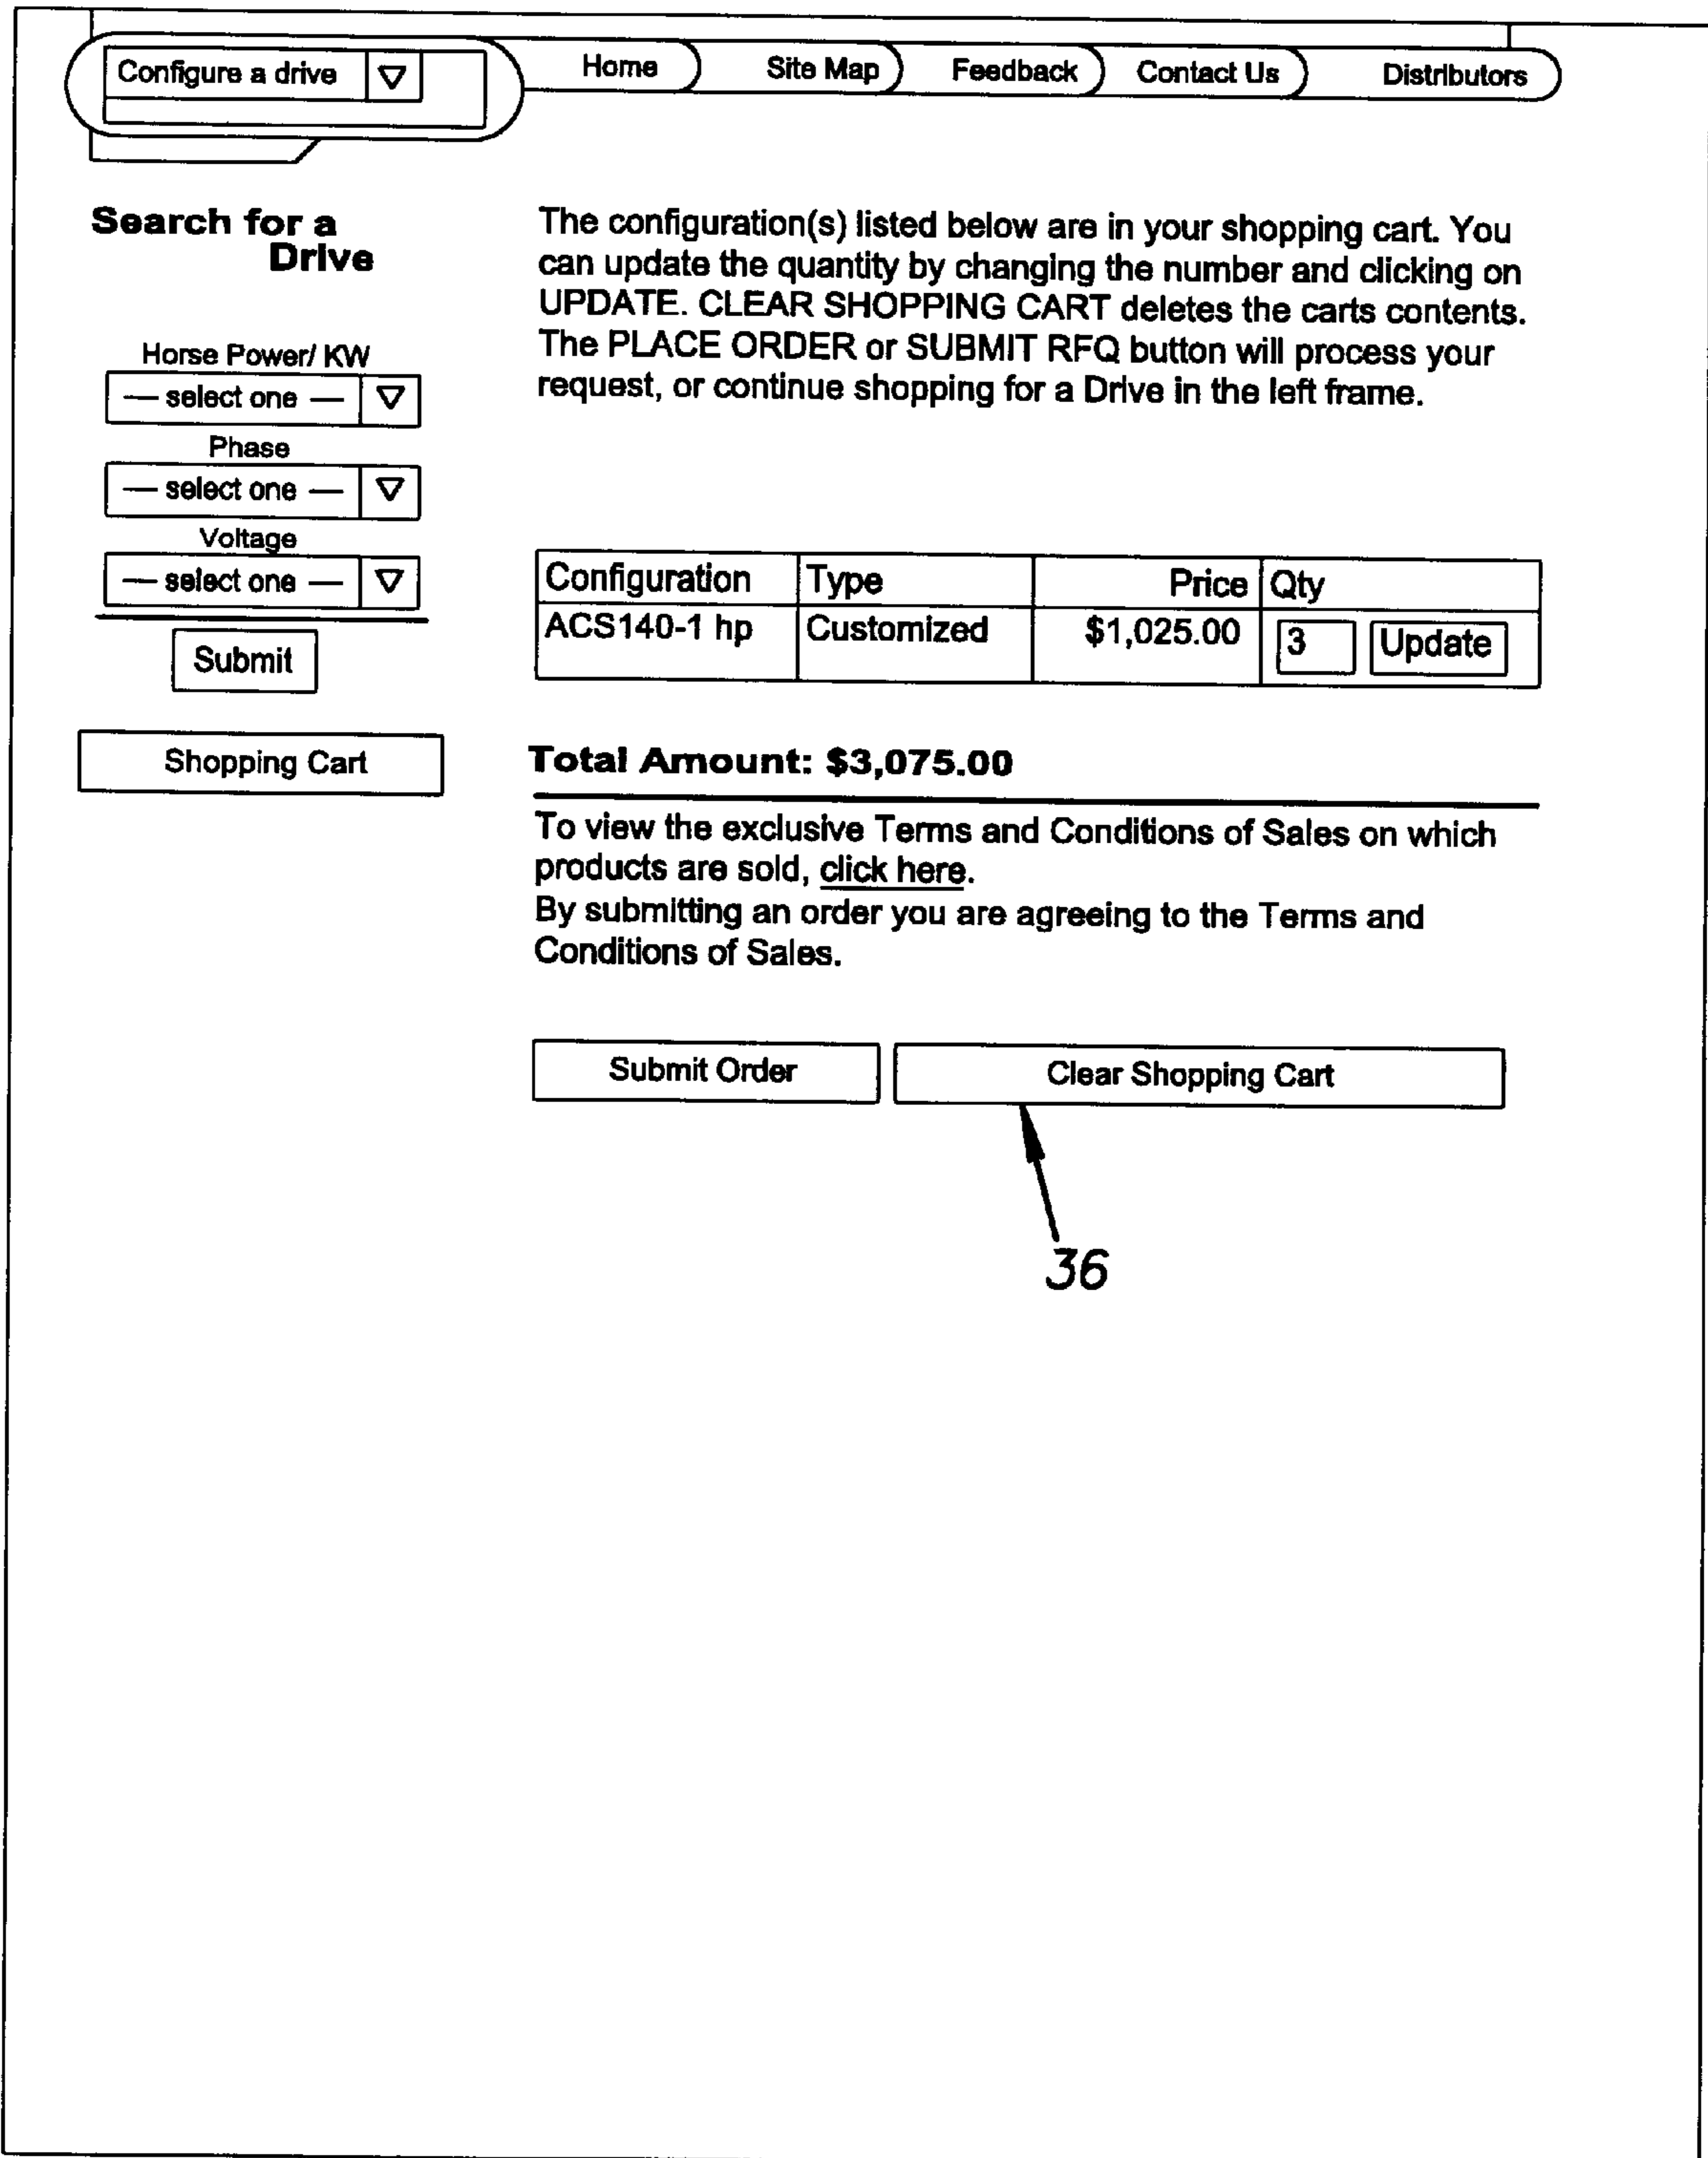 Configure a drive
Home
Site Map
Feedback
Contact Us
Distributors
Search for a
Drive
Horse Power/ KW
— select one —
Phase
— select one —
Voltage
— select one —
Submit
Shopping Cart
The configuration(s) listed below are in your shopping cart. You
can update the quantity by changing the number and clicking on
UPDATE. CLEAR SHOPPING CART deletes the carts contents.
The PLACE ORDER or SUBMIT RFQ button will process your
request, or continue shopping for a Drive in the left frame.
Configuration Type Price Qty
ACS140-1 hp Customized $1,025.00 3 Update
Total Amount: $3,075.00
To view the exclusive Terms and Conditions of Sales on which
products are sold, click here.
By submitting an order you are agreeing to the Terms and
Conditions of Sales.
Submit Order
Clear Shopping Cart
36